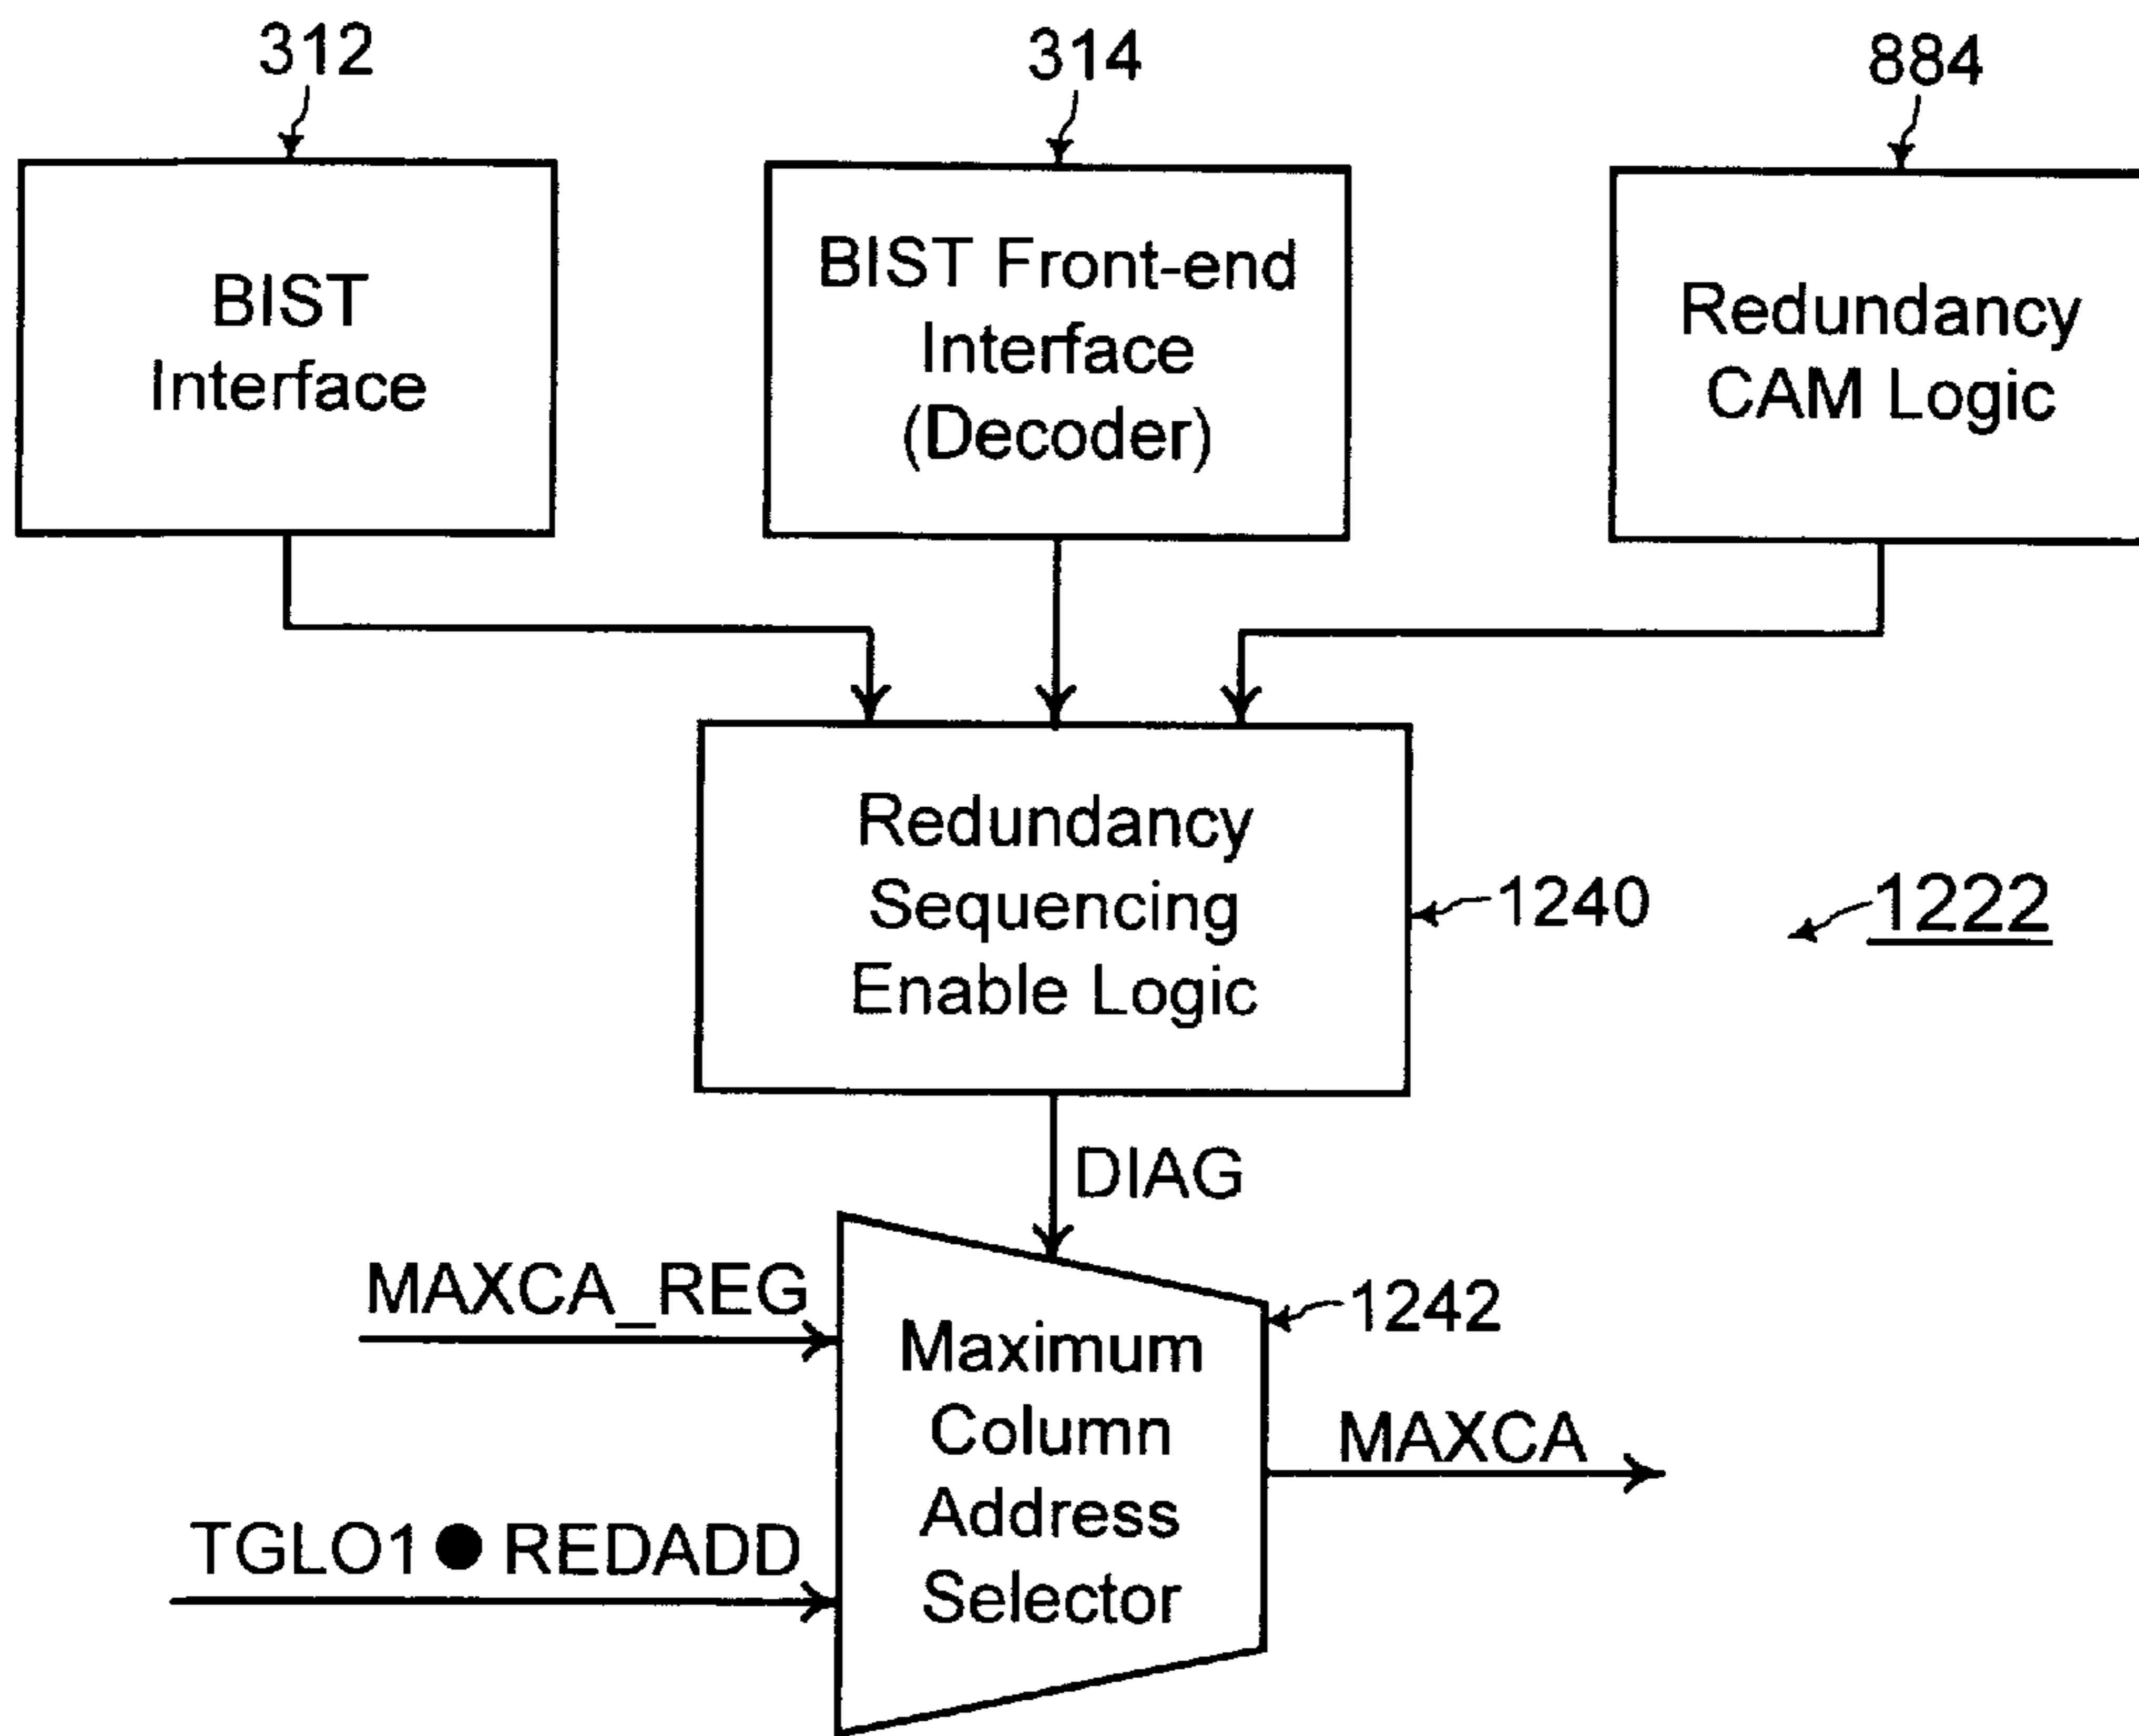 312
314
884
BIST
Interface
BIST Front-end
Interface
(Decoder)
Redundancy
CAM Logic
Redundancy
Sequencing
Enable Logic
1240
1222
DIAG
MAXCA_REG
1242
Maximum
Column
Address
Selector
MAXCA
TGLO1 ● REDADD